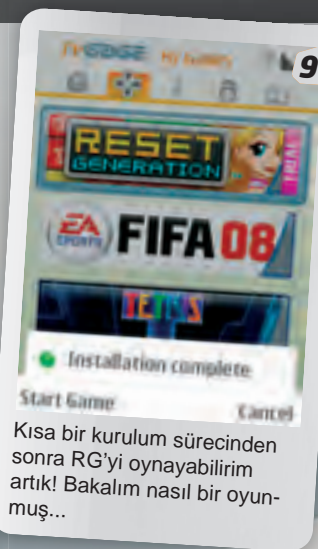 9
My Games
RESET
GENERATION
TRIAL
EA
SPORTS
FIFA 08
TETRIS
Installation complete
Start Game
Cancel
Kısa bir kurulum sürecinden
sonra RG'yi oynayabilirim
artık! Bakalım nasıl bir oyun-
muş...